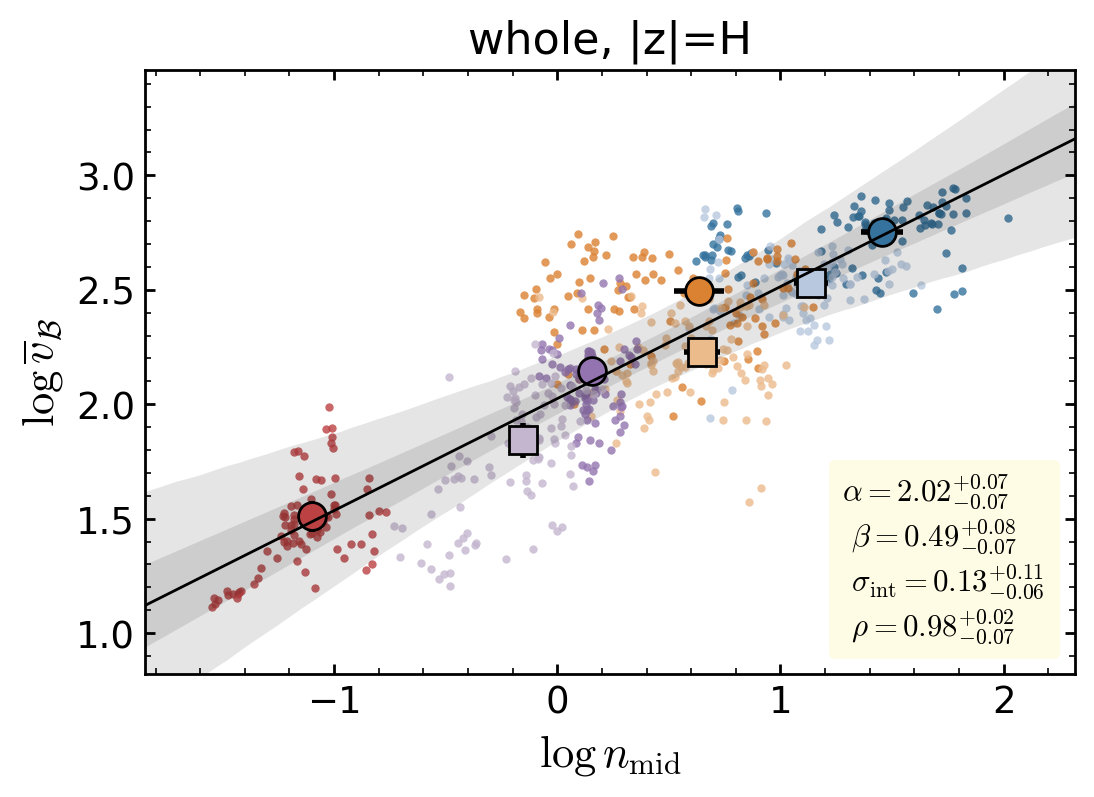 whole, |z|=H
log v̅_ℬ
3.0
2.5
2.0
1.5
1.0
α = 2.02^{+0.07}_{−0.07}
β = 0.49^{+0.08}_{−0.07}
σ_int = 0.13^{+0.11}_{−0.06}
ρ = 0.98^{+0.02}_{−0.07}
−1 0 1 2
log n_mid